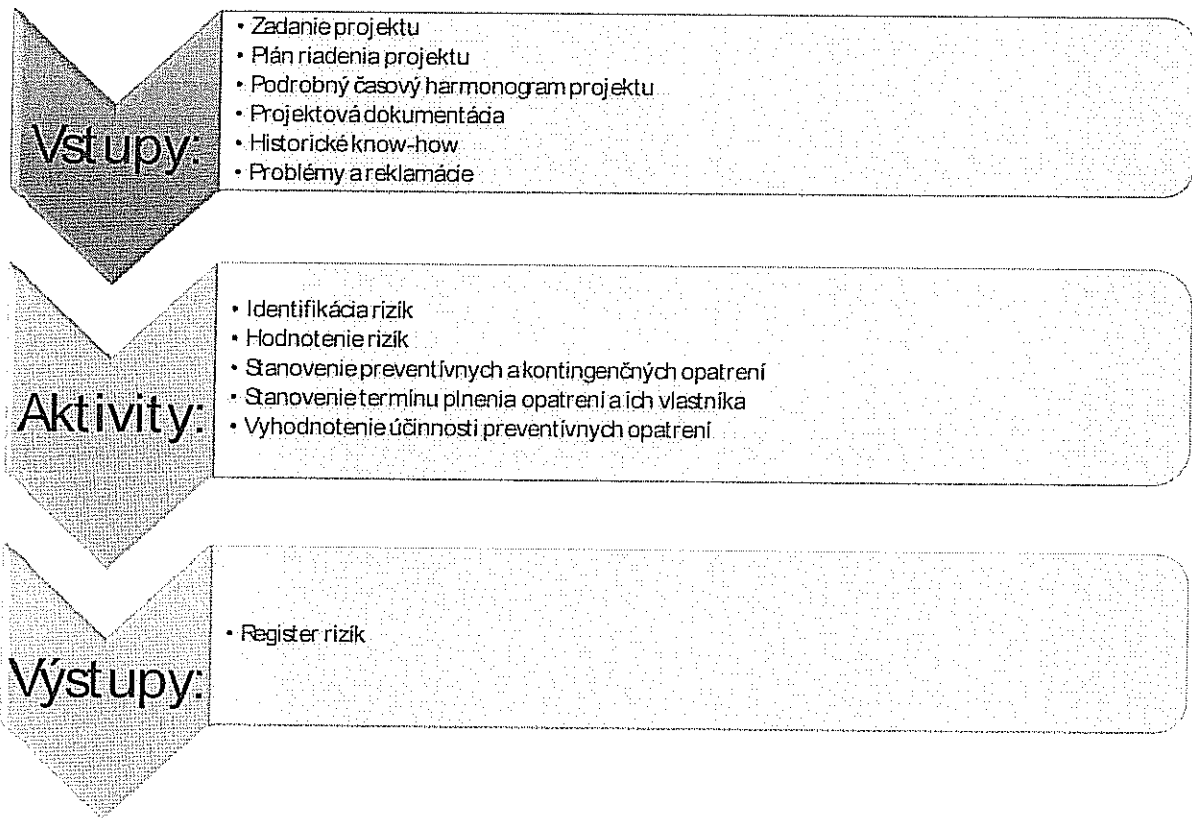 Vstupy:
• Zadanie projektu
• Plán riadenia projektu
• Podrobný časový harmonogram projektu
• Projektová dokumentácia
• Historické know-how
• Problémy a reklamácie
Aktivity:
• Identifikácia rizík
• Hodnotenie rizík
• Stanovenie preventívnych a kontingenčných opatrení
• Stanovenie termínu plnenia opatrení a ich vlastníka
• Vyhodnotenie účinnosti preventívnych opatrení
Výstupy:
• Register rizík